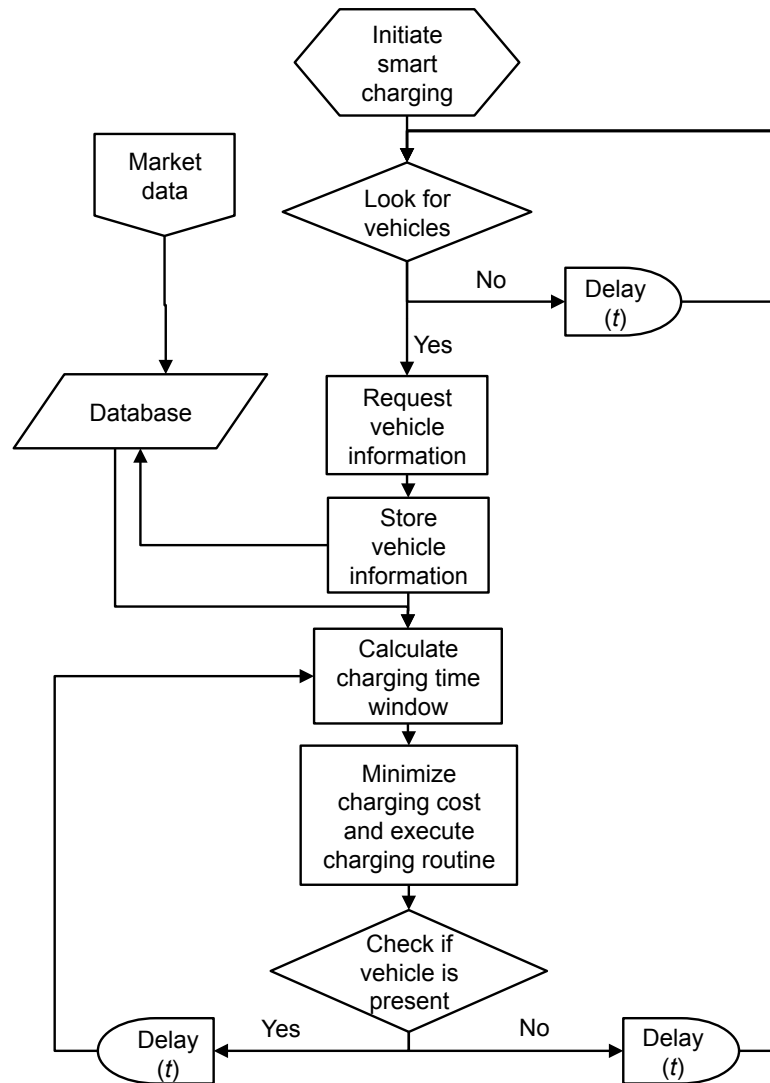 Initiate
smart
charging
Market
data
Look for
vehicles
No
Delay
(t)
Yes
Request
vehicle
information
Database
Store
vehicle
information
Calculate
charging time
window
Minimize
charging cost
and execute
charging routine
Check if
vehicle is
present
Yes
No
Delay
(t)
Delay
(t)